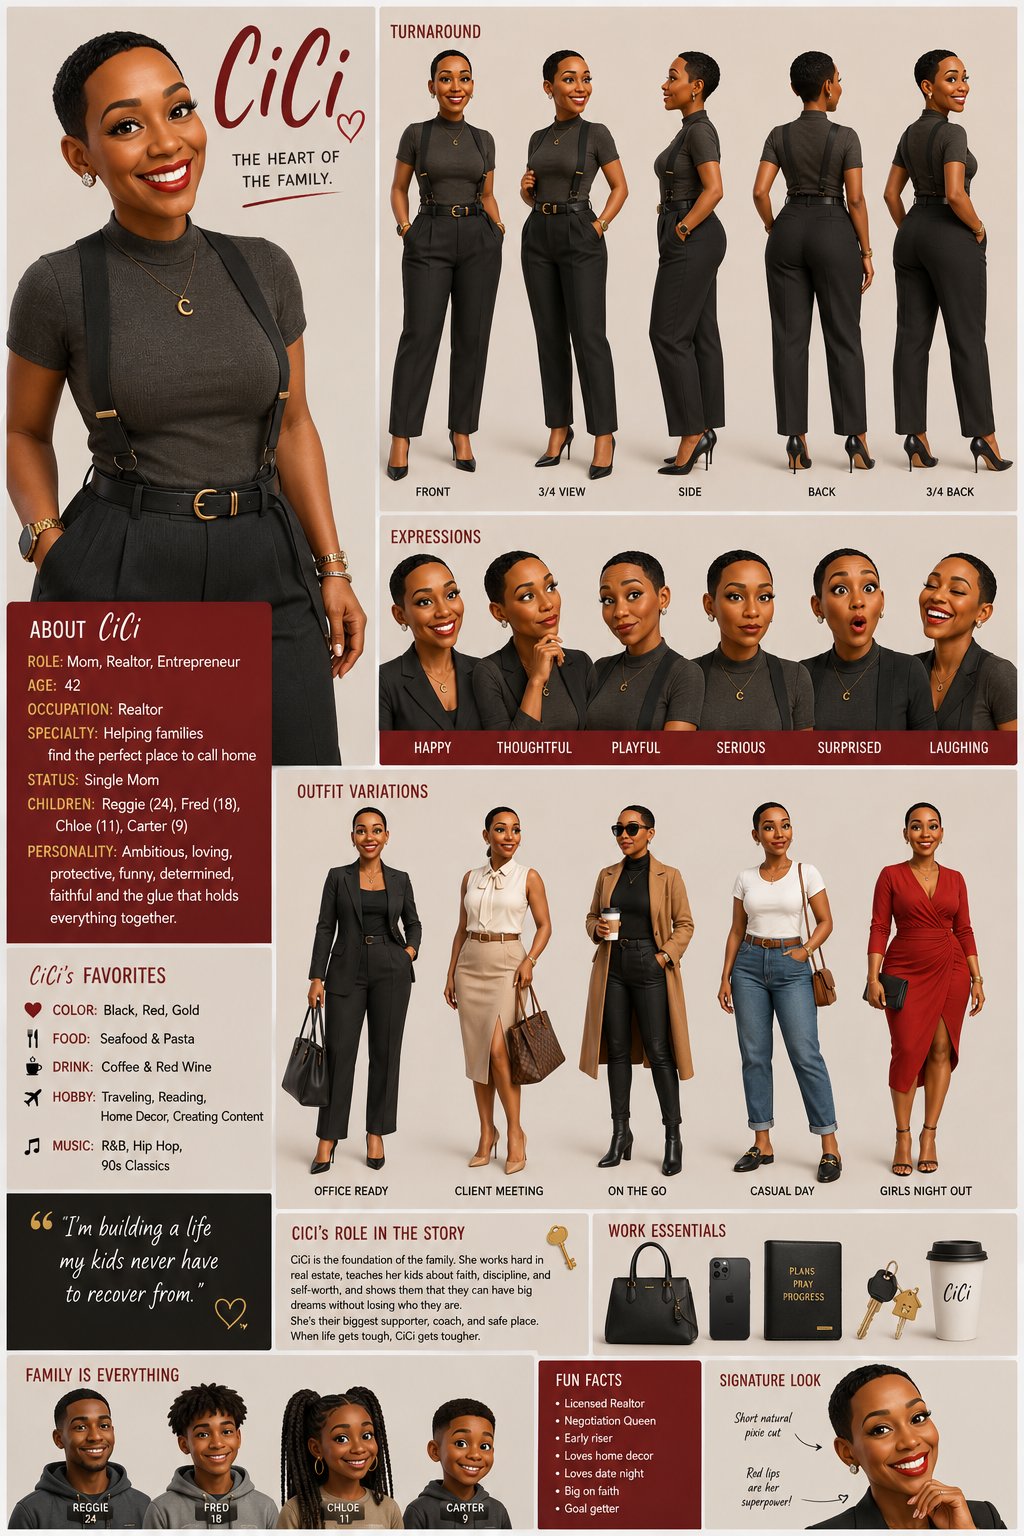 CiCi
THE HEART OF
THE FAMILY.
TURNAROUND
C
C
C
FRONT
3/4 VIEW
SIDE
BACK
3/4 BACK
EXPRESSIONS
C
C
C
C
C
HAPPY
THOUGHTFUL
PLAYFUL
SERIOUS
SURPRISED
LAUGHING
ABOUT CiCi
ROLE: Mom, Realtor, Entrepreneur
AGE: 42
OCCUPATION: Realtor
SPECIALTY: Helping families
find the perfect place to call home
STATUS: Single Mom
CHILDREN: Reggie (24), Fred (18),
Chloe (11), Carter (9)
PERSONALITY: Ambitious, loving,
protective, funny, determined,
faithful and the glue that holds
everything together.
OUTFIT VARIATIONS
OFFICE READY
CLIENT MEETING
ON THE GO
CASUAL DAY
GIRLS NIGHT OUT
CiCi's FAVORITES
COLOR: Black, Red, Gold
FOOD: Seafood & Pasta
DRINK: Coffee & Red Wine
HOBBY: Traveling, Reading,
Home Decor, Creating Content
MUSIC: R&B, Hip Hop,
90s Classics
“ “I'm building a life
my kids never have
to recover from.”
CICI's ROLE IN THE STORY
CiCi is the foundation of the family. She works hard in
real estate, teaches her kids about faith, discipline, and
self-worth, and shows them that they can have big
dreams without losing who they are.
She's their biggest supporter, coach, and safe place.
When life gets tough, CiCi gets tougher.
WORK ESSENTIALS
PLANS
PRAY
PROGRESS
CiCi
FAMILY IS EVERYTHING
REGGIE
24
FRED
18
CHLOE
11
CARTER
9
FUN FACTS
• Licensed Realtor
• Negotiation Queen
• Early riser
• Loves home decor
• Loves date night
• Big on faith
• Goal getter
SIGNATURE LOOK
Short natural
pixie cut
Red lips
are her
superpower!